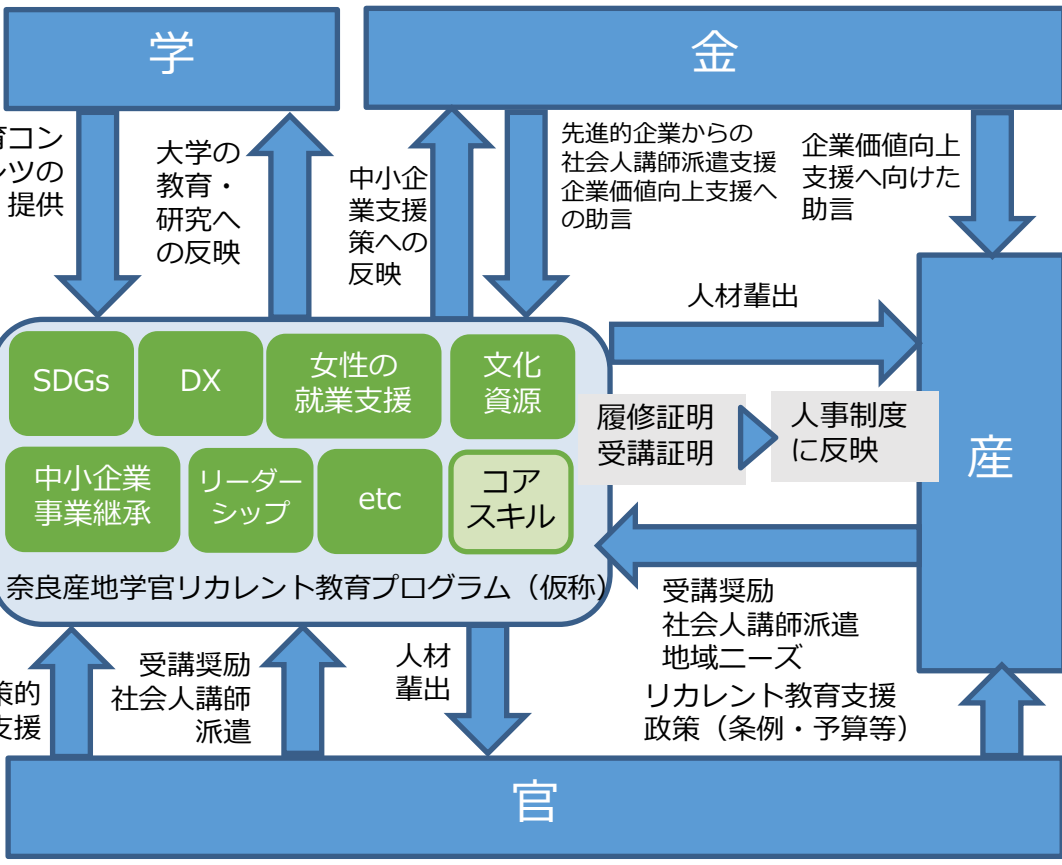 学
金
育コン
ンツの
提供
大学の
教育・
研究へ
の反映
中小企
業支援
策への
反映
先進的企業からの
社会人講師派遣支援
企業価値向上支援へ
の助言
企業価値向上
支援へ向けた
助言
人材輩出
SDGs
DX
女性の
就業支援
文化
資源
中小企業
事業継承
リーダー
シップ
etc
コア
スキル
奈良産地学官リカレント教育プログラム（仮称）
履修証明
受講証明
人事制度
に反映
産
受講奨励
社会人講師派遣
地域ニーズ
策的
支援
受講奨励
社会人講師
派遣
人材
輩出
リカレント教育支援
政策（条例・予算等）
官